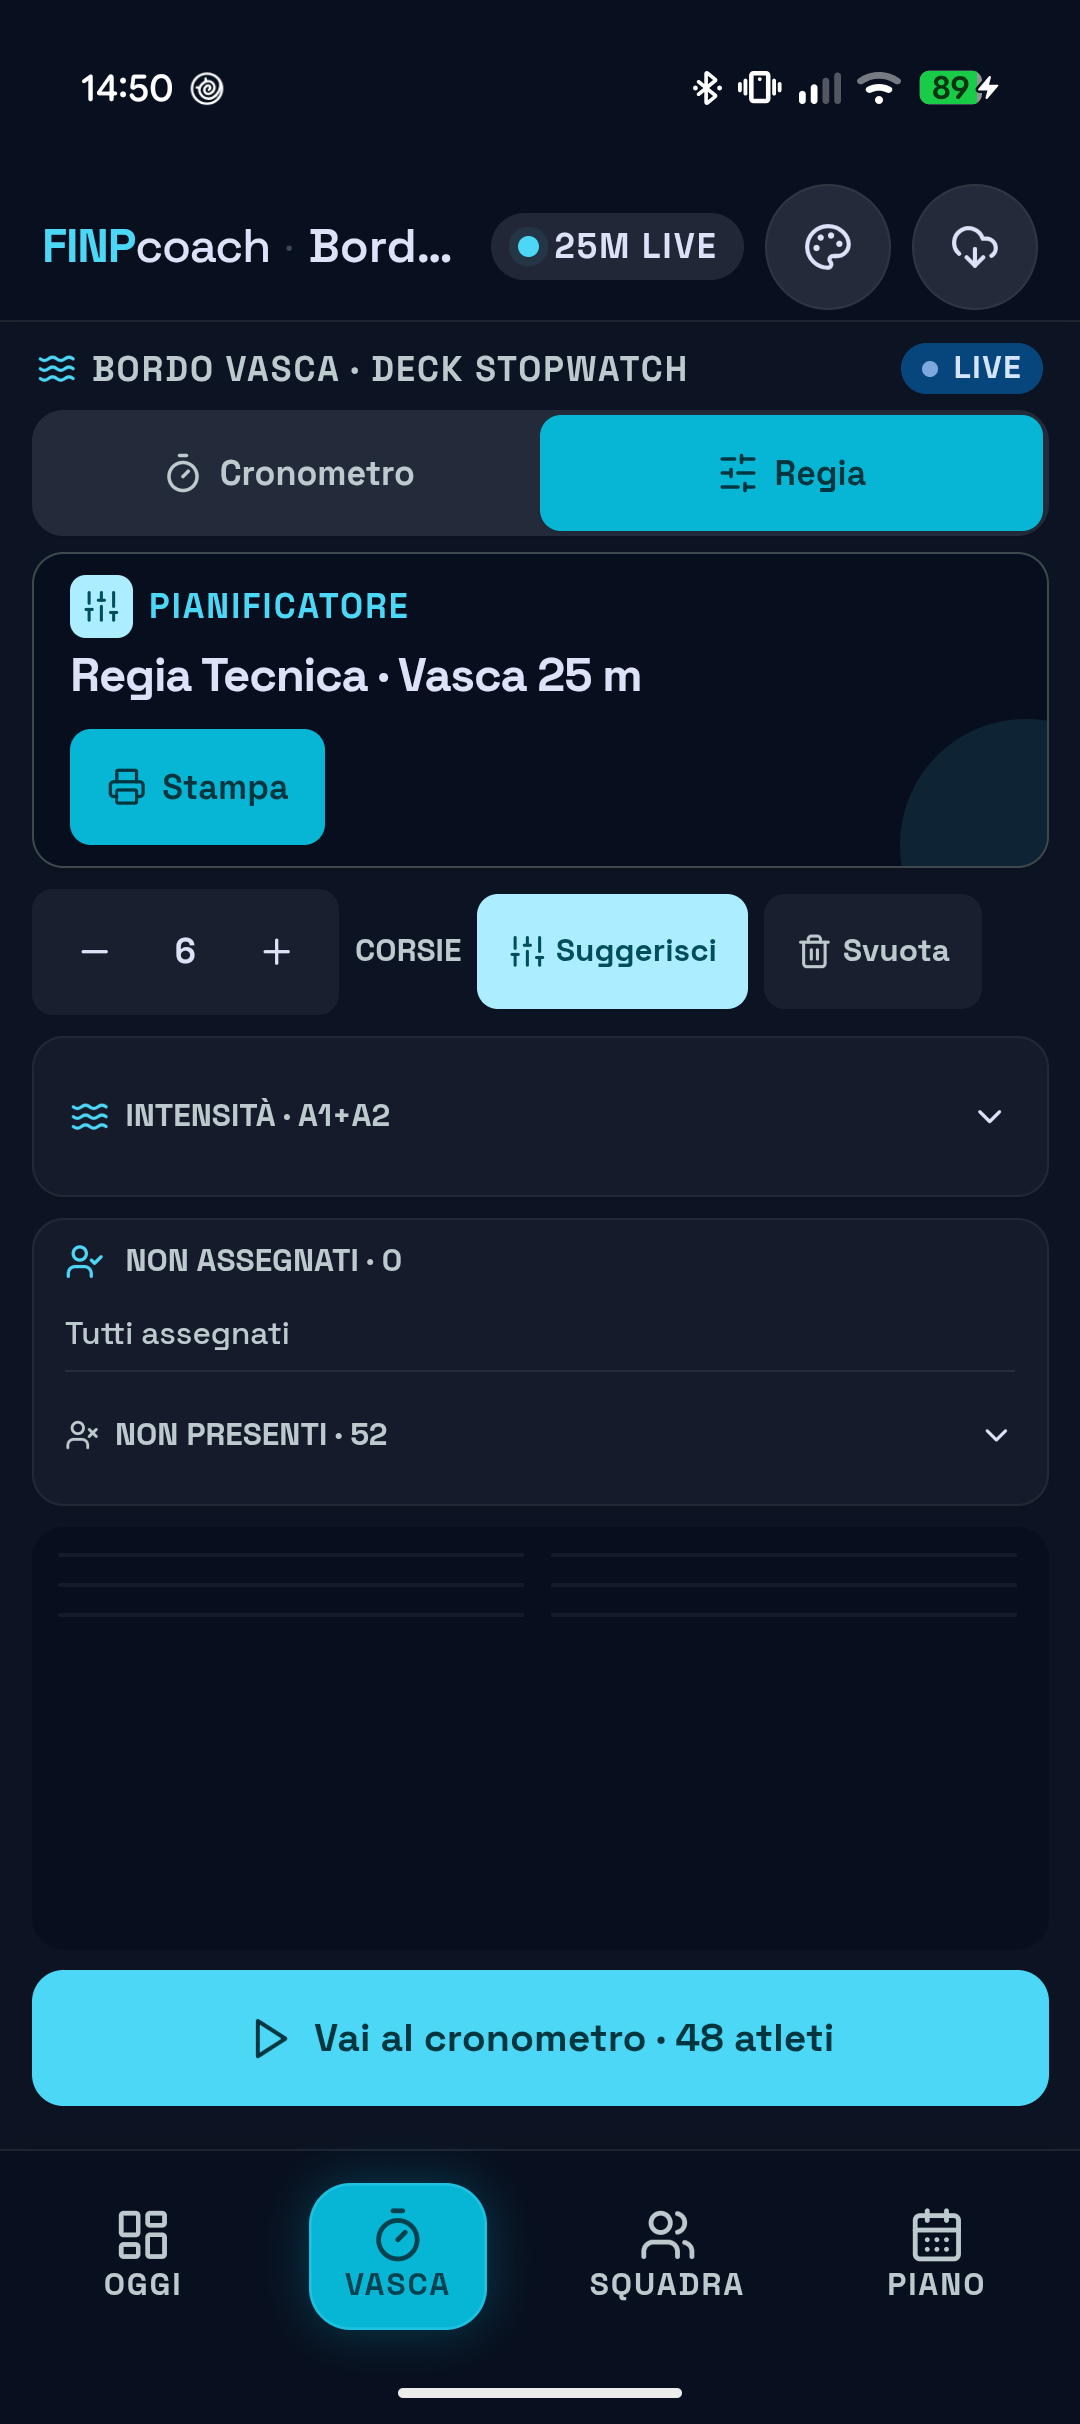 14:50
89
FINPcoach · Bord...
25M LIVE
BORDO VASCA · DECK STOPWATCH
LIVE
Cronometro
Regia
PIANIFICATORE
Regia Tecnica · Vasca 25 m
Stampa
6
CORSIE
Suggerisci
Svuota
INTENSITÀ · A1+A2
NON ASSEGNATI · 0
Tutti assegnati
NON PRESENTI · 52
Vai al cronometro · 48 atleti
OGGI
VASCA
SQUADRA
PIANO